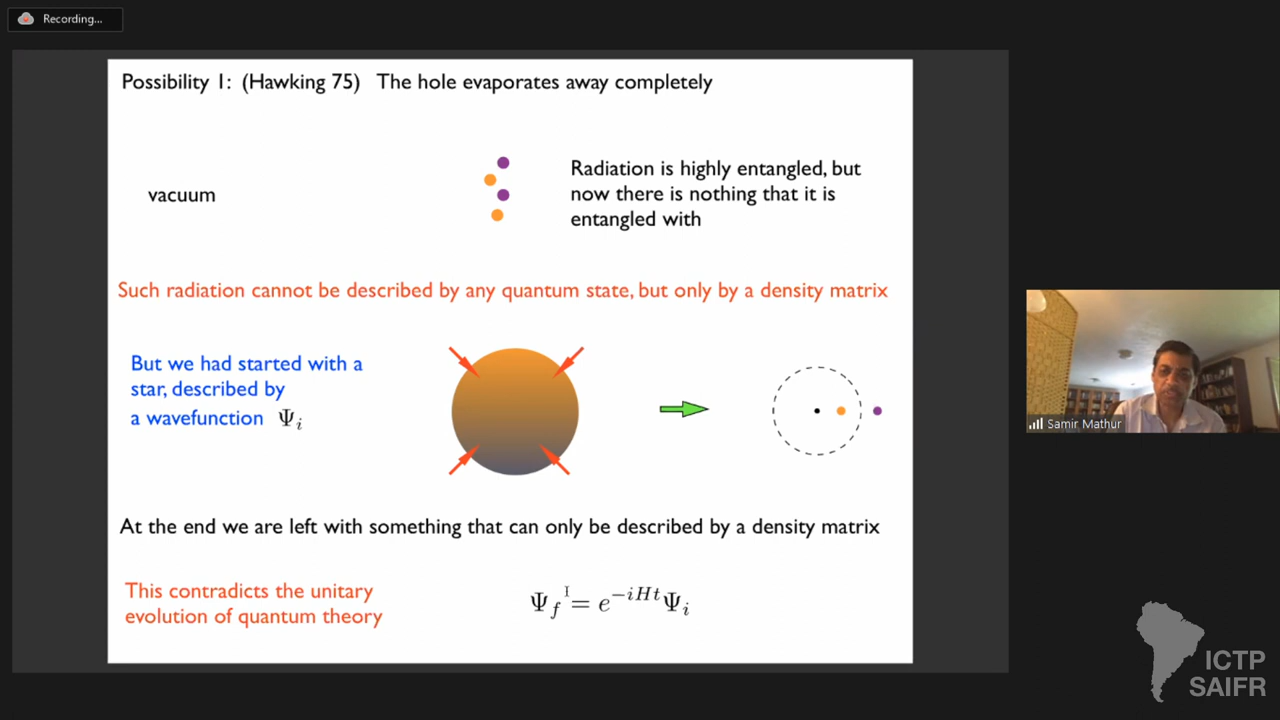 Recording...
Possibility 1: (Hawking 75) The hole evaporates away completely
vacuum
Radiation is highly entangled, but
now there is nothing that it is
entangled with
Such radiation cannot be described by any quantum state, but only by a density matrix
But we had started with a
star, described by
a wavefunction Ψ_i
At the end we are left with something that can only be described by a density matrix
This contradicts the unitary
evolution of quantum theory
Ψ_f = e^{-iHt}Ψ_i
Samir Mathur
ICTP
SAIFR